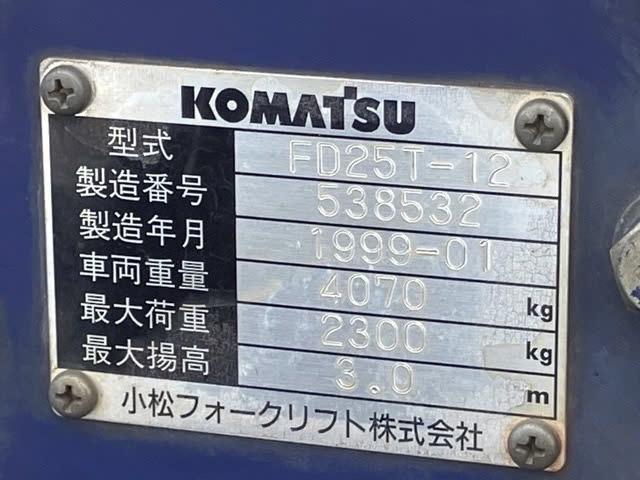 KOMATSU
型式 FD25T-12
製造番号 538532
製造年月 1999-01
車両重量 4070 kg
最大荷重 2300 kg
最大揚高 3.0 m
小松フォークリフト株式会社